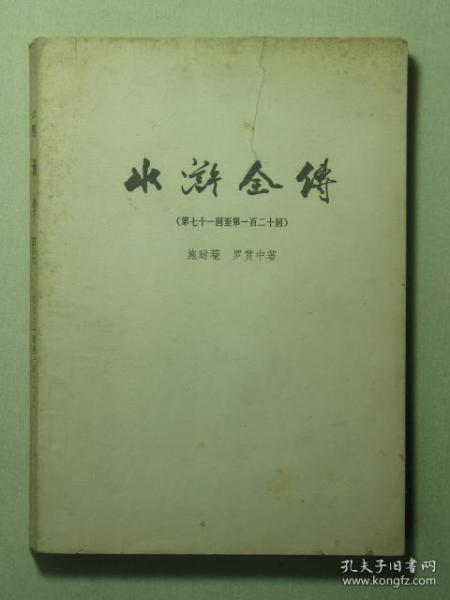 水滸全傳
（第七十一回至第一百二十回）
施耐菴 罗贯中著
孔夫子旧书网
www.kongfz.com